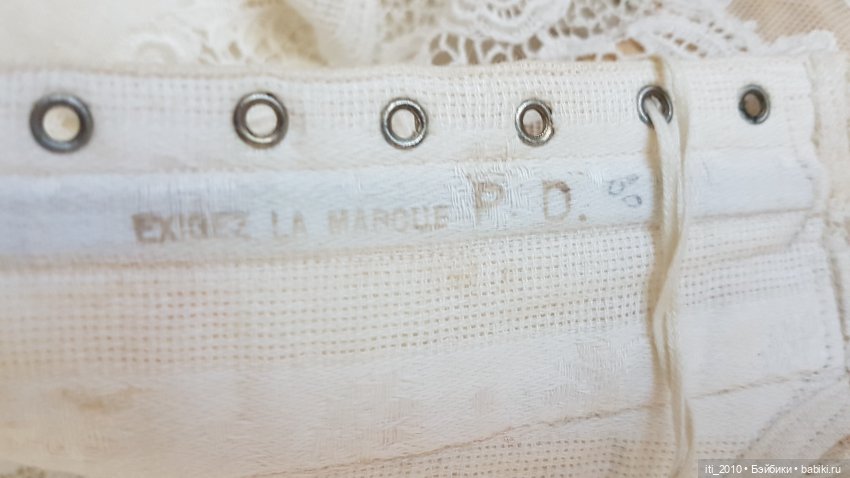 EXIGEZ LA MARQUE P. D.
iti_2010 • Бэйбики • babiki.ru